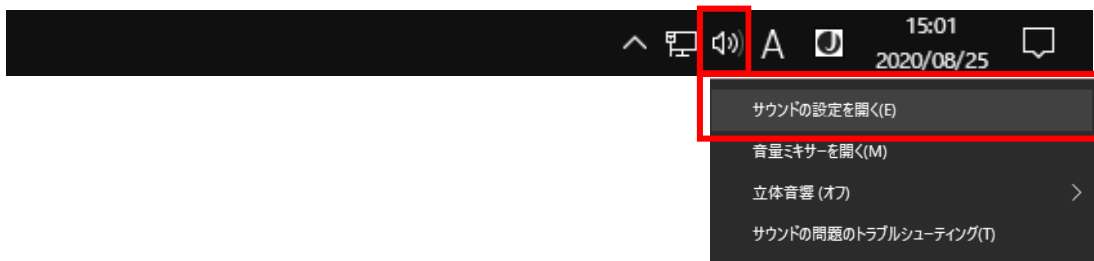 A J 15:01
2020/08/25
サウンドの設定を開く(E)
音量ミキサーを開く(M)
立体音響 (オフ)
サウンドの問題のトラブルシューティング(T)